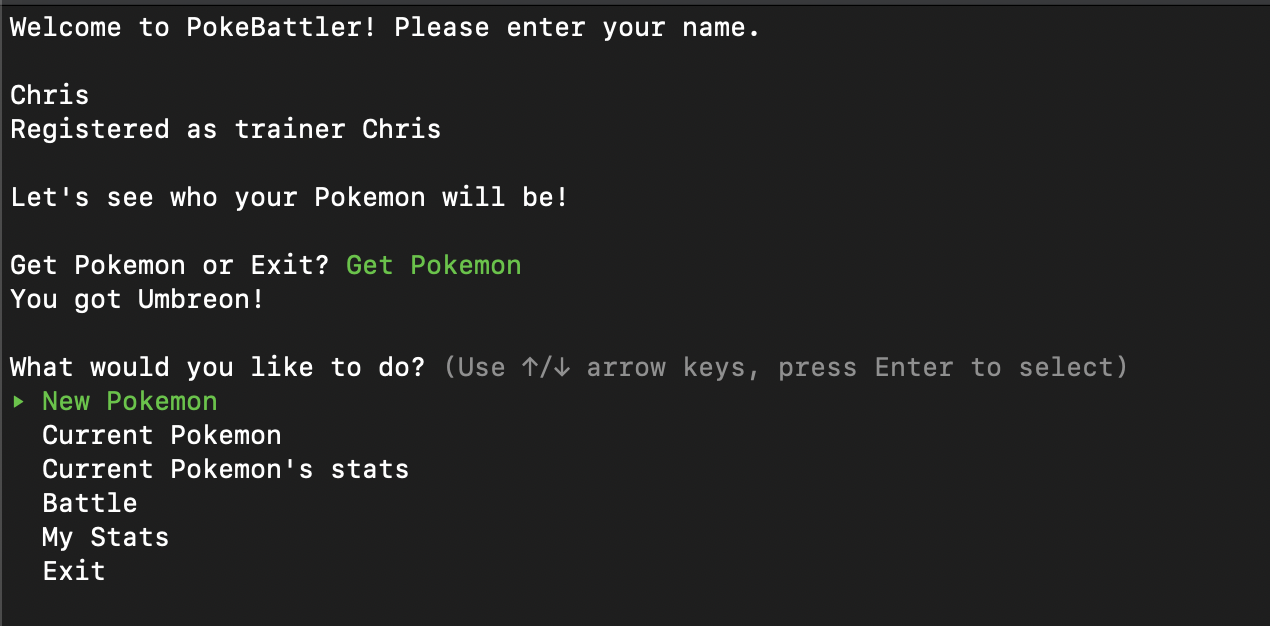 Welcome to PokeBattler! Please enter your name.
Chris
Registered as trainer Chris
Let's see who your Pokemon will be!
Get Pokemon or Exit? Get Pokemon
You got Umbreon!
What would you like to do? (Use ↑/↓ arrow keys, press Enter to select)
‣ New Pokemon
Current Pokemon
Current Pokemon's stats
Battle
My Stats
Exit